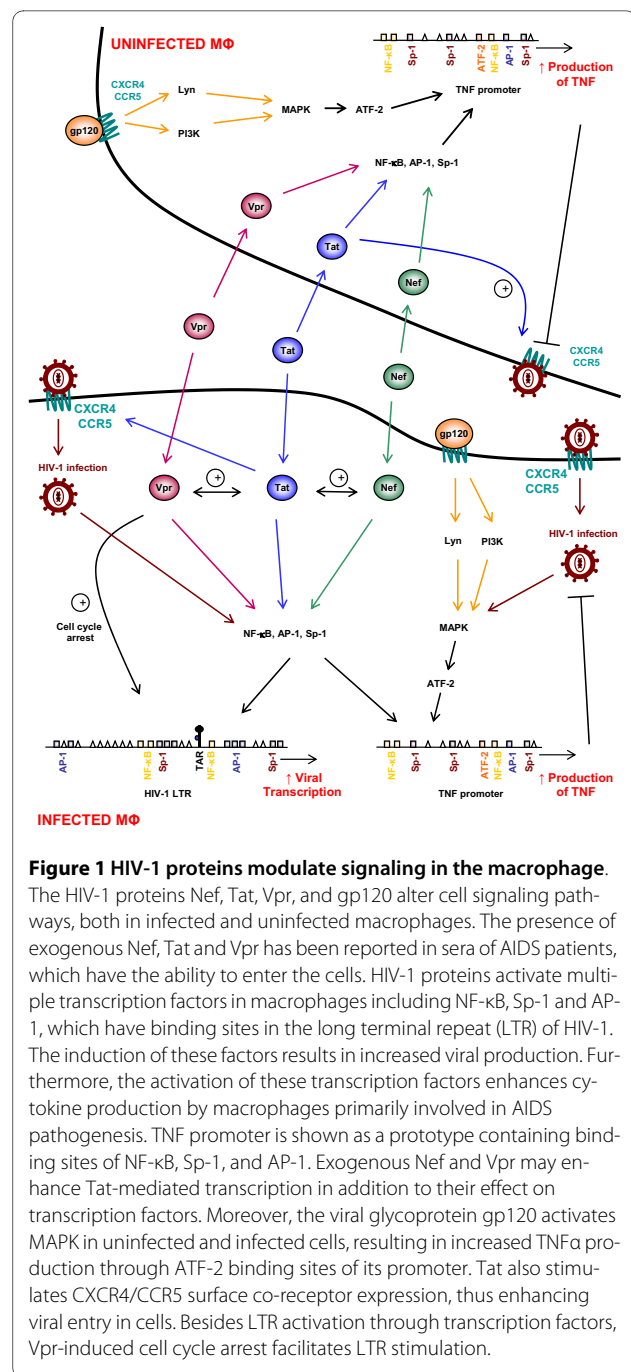 UNINFECTED MΦ
NF-κB
Sp-1
Sp-1
ATF-2
NF-κB
AP-1
Sp-1
↑ Production
of TNF
CXCR4
CCR5
Lyn
MAPK
ATF-2
TNF promoter
gp120
PI3K
NF-κB, AP-1, Sp-1
Vpr
Tat
Nef
+
Vpr
Tat
CXCR4
CCR5
Nef
CXCR4
CCR5
gp120
CXCR4
CCR5
HIV-1 infection
Vpr
+
Tat
+
Nef
Lyn
PI3K
HIV-1 infection
+
Cell cycle
arrest
NF-κB, AP-1, Sp-1
MAPK
ATF-2
AP-1
NF-κB
Sp-1
TAR
NF-κB
AP-1
Sp-1
HIV-1 LTR
↑ Viral
Transcription
NF-κB
Sp-1
Sp-1
ATF-2
NF-κB
AP-1
Sp-1
TNF promoter
↑ Production
of TNF
INFECTED MΦ
Figure 1 HIV-1 proteins modulate signaling in the macrophage.
The HIV-1 proteins Nef, Tat, Vpr, and gp120 alter cell signaling path-
ways, both in infected and uninfected macrophages. The presence of
exogenous Nef, Tat and Vpr has been reported in sera of AIDS patients,
which have the ability to enter the cells. HIV-1 proteins activate multi-
ple transcription factors in macrophages including NF-κB, Sp-1 and AP-
1, which have binding sites in the long terminal repeat (LTR) of HIV-1.
The induction of these factors results in increased viral production. Fur-
thermore, the activation of these transcription factors enhances cy-
tokine production by macrophages primarily involved in AIDS
pathogenesis. TNF promoter is shown as a prototype containing bind-
ing sites of NF-κB, Sp-1, and AP-1. Exogenous Nef and Vpr may en-
hance Tat-mediated transcription in addition to their effect on
transcription factors. Moreover, the viral glycoprotein gp120 activates
MAPK in uninfected and infected cells, resulting in increased TNFα pro-
duction through ATF-2 binding sites of its promoter. Tat also stimu-
lates CXCR4/CCR5 surface co-receptor expression, thus enhancing
viral entry in cells. Besides LTR activation through transcription factors,
Vpr-induced cell cycle arrest facilitates LTR stimulation.